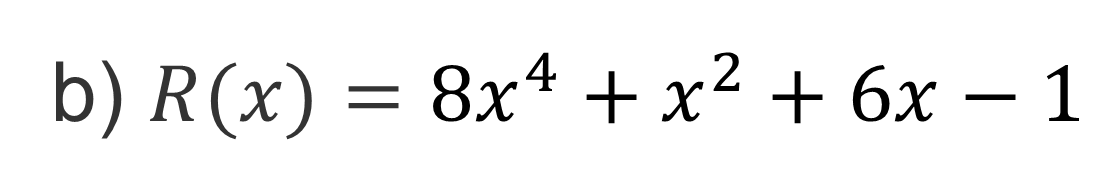 b) R(x) = 8x⁴ + x² + 6x − 1